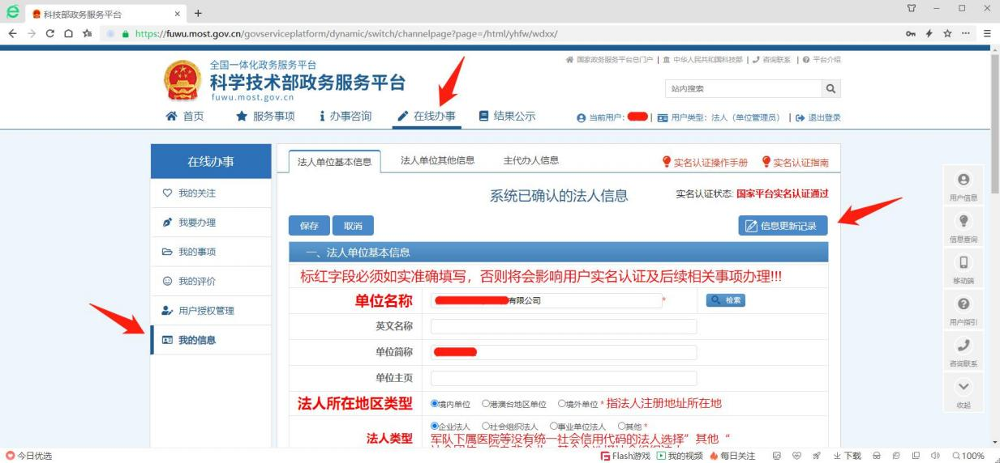 科技部政务服务平台
https://fuwu.most.gov.cn/govserviceplatform/dynamic/switch/channelpage?page=/html/yhfw/wdxx/
国家政务服务平台总门户 | 中华人民共和国科技部 | 咨询联系 | 平台介绍
全国一体化政务服务平台
科学技术部政务服务平台
fuwu.most.gov.cn
站内搜索
首页 服务事项 办事咨询 在线办事 结果公示
当前用户: | 用户类型: 法人（单位管理员） | 退出登录
在线办事
我的关注
我要办理
我的事项
我的评价
用户授权管理
我的信息
法人单位基本信息 法人单位其他信息 主代办人信息
实名认证操作手册 实名认证指南
系统已确认的法人信息
实名认证状态: 国家平台实名认证通过
保存 取消 信息更新记录
一、法人单位基本信息
标红字段必须如实准确填写，否则将会影响用户实名认证及后续相关事项办理!!!
单位名称 有限公司 * 检索
英文名称
单位简称
单位主页
法人所在地区类型 境内单位 港澳台地区单位 境外单位 * 指法人注册地址所在地
法人类型 企业法人 社会组织法人 事业单位法人 其他 *
军队下属医院等没有统一社会信用代码的法人选择”其他“
用户信息
信息查询
移动端
用户指引
咨询联系
收起
今日优选 Flash游戏 我的视频 每日关注 下载 100%